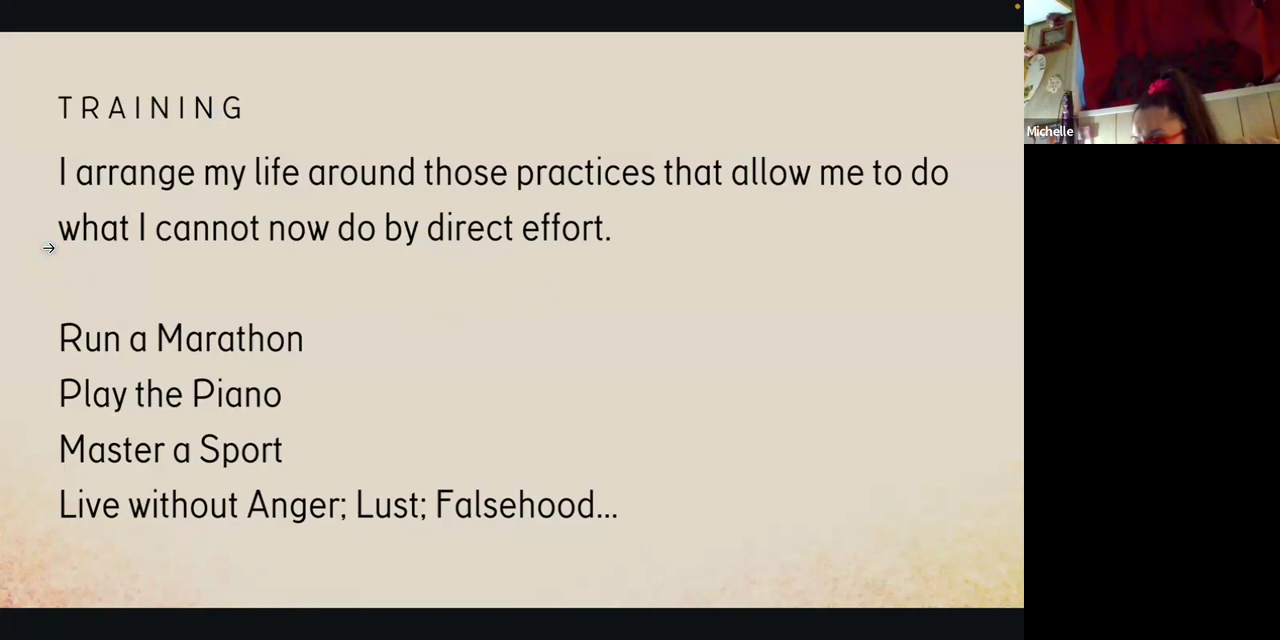 TRAINING
I arrange my life around those practices that allow me to do
what I cannot now do by direct effort.
Run a Marathon
Play the Piano
Master a Sport
Live without Anger; Lust; Falsehood...
Michelle